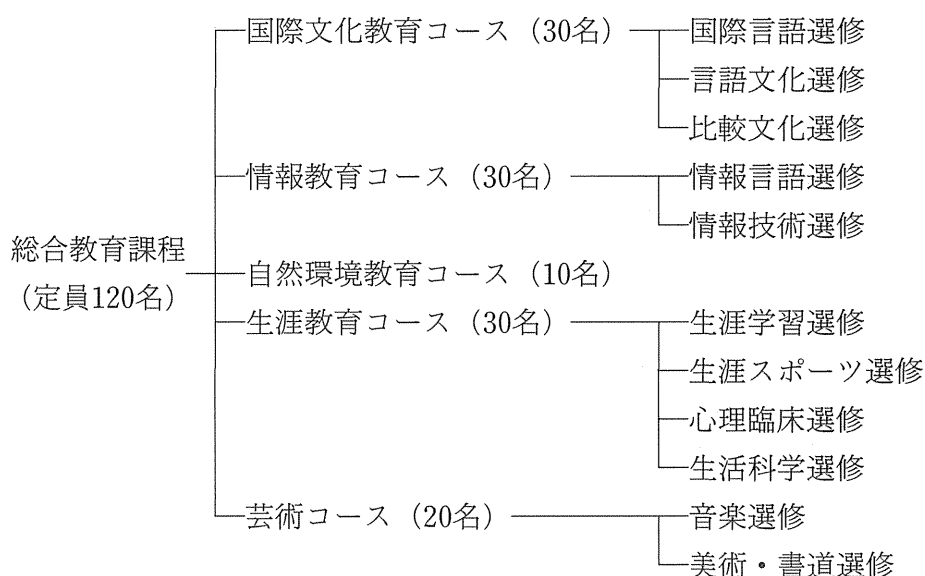 総合教育課程
(定員120名)
国際文化教育コース (30名)
国際言語選修
言語文化選修
比較文化選修
情報教育コース (30名)
情報言語選修
情報技術選修
自然環境教育コース (10名)
生涯教育コース (30名)
生涯学習選修
生涯スポーツ選修
心理臨床選修
生活科学選修
芸術コース (20名)
音楽選修
美術・書道選修